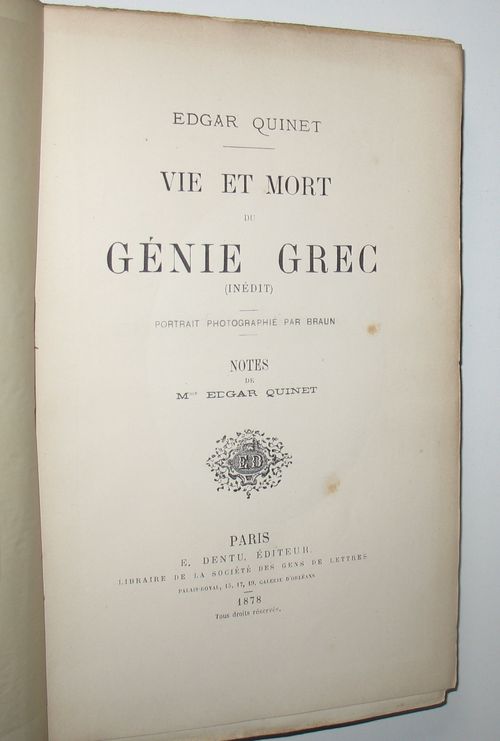 EDGAR QUINET
VIE ET MORT
DU
GÉNIE GREC
(INÉDIT)
PORTRAIT PHOTOGRAPHIÉ PAR BRAUN
NOTES
DE
Mme EDGAR QUINET
E D
PARIS
E. DENTU, ÉDITEUR
LIBRAIRE DE LA SOCIÉTÉ DES GENS DE LETTRES
PALAIS-ROYAL, 15, 17, 19, GALERIE D'ORLÉANS
1878
Tous droits réservés.